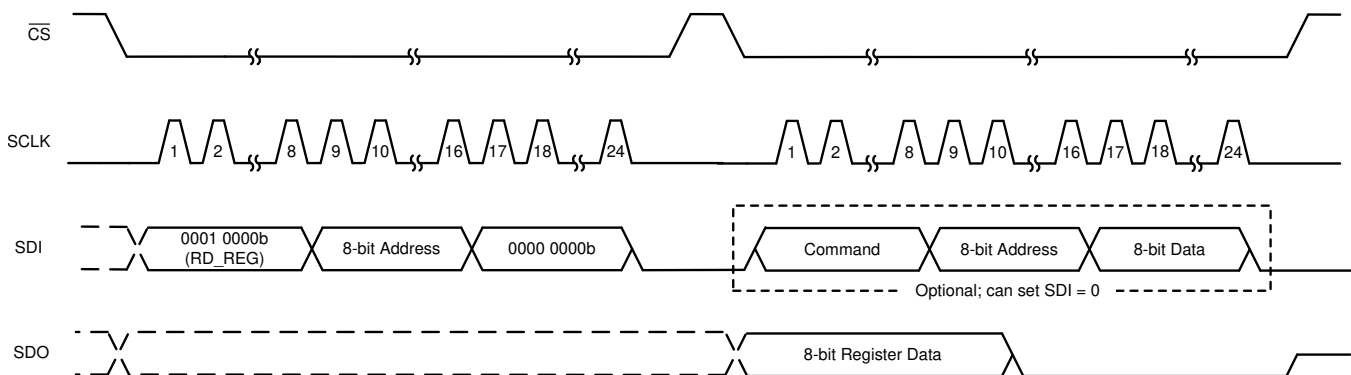 CS
SCLK
1 2 8 9 10 16 17 18 24 1 2 8 9 10 16 17 18 24
SDI
0001 0000b
(RD_REG)
8-bit Address
0000 0000b
Command
8-bit Address
8-bit Data
Optional; can set SDI = 0
SDO
8-bit Register Data